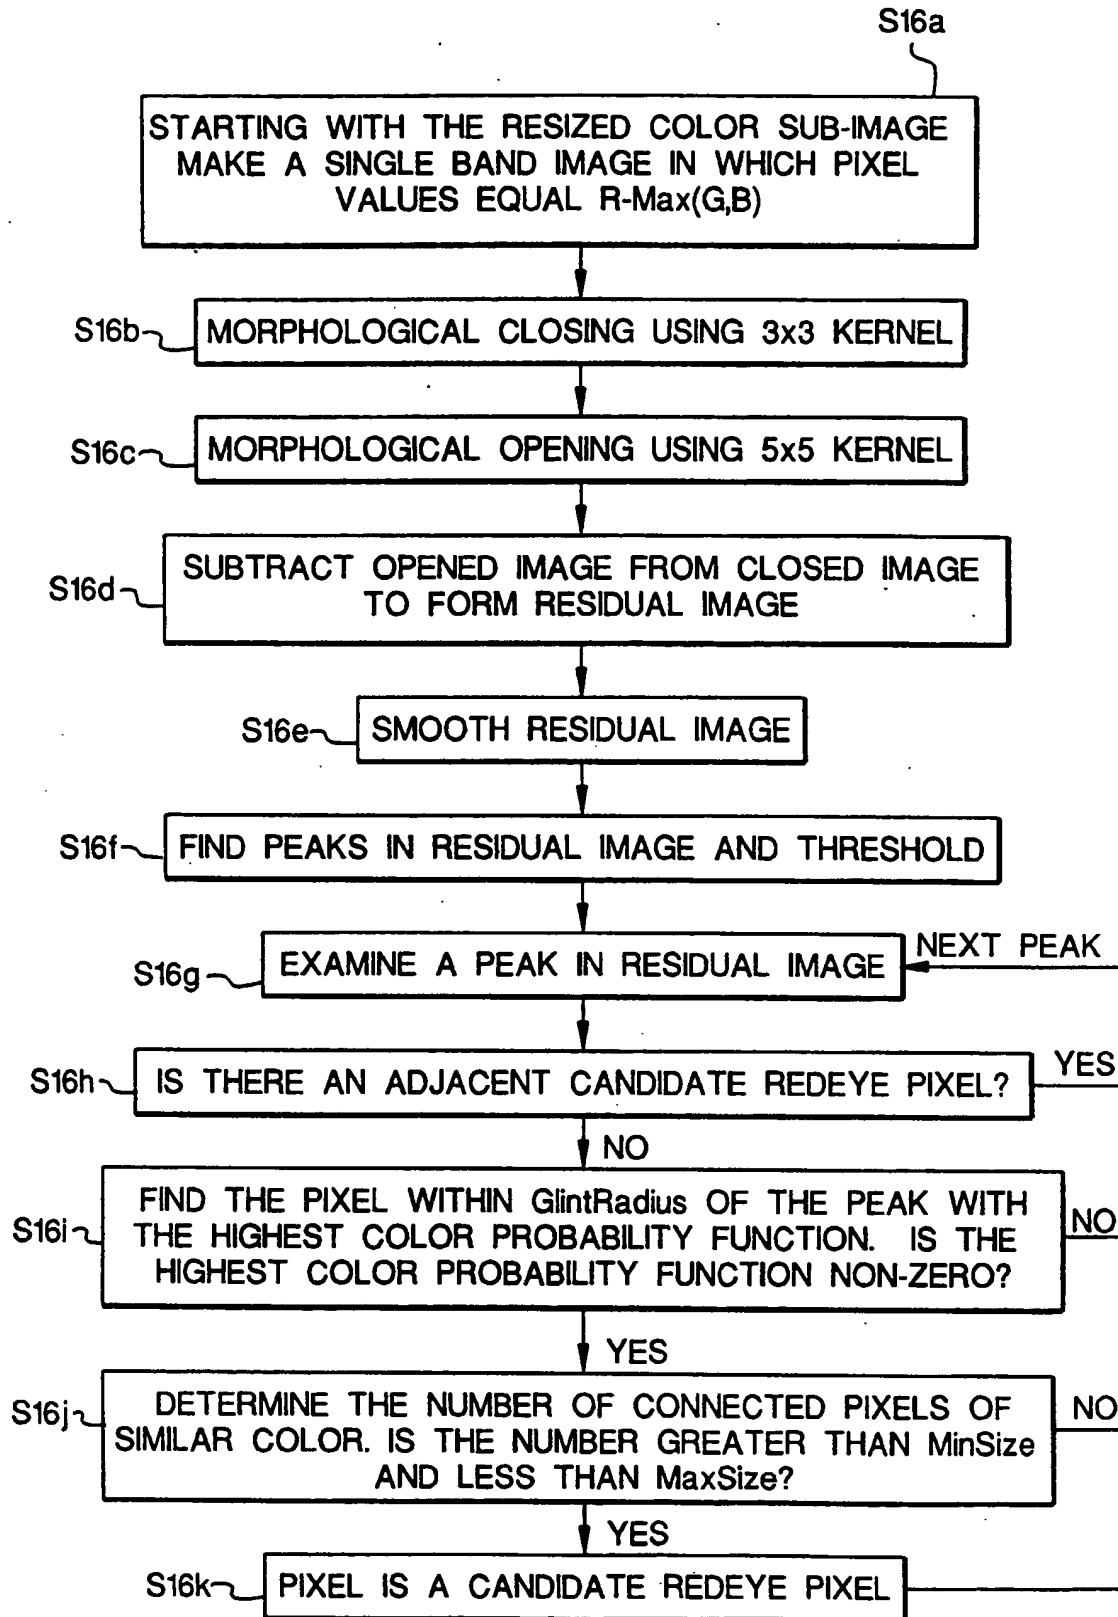 S16a
STARTING WITH THE RESIZED COLOR SUB-IMAGE
MAKE A SINGLE BAND IMAGE IN WHICH PIXEL
VALUES EQUAL R-Max(G,B)
S16b
MORPHOLOGICAL CLOSING USING 3x3 KERNEL
S16c
MORPHOLOGICAL OPENING USING 5x5 KERNEL
S16d
SUBTRACT OPENED IMAGE FROM CLOSED IMAGE
TO FORM RESIDUAL IMAGE
S16e
SMOOTH RESIDUAL IMAGE
S16f
FIND PEAKS IN RESIDUAL IMAGE AND THRESHOLD
S16g
EXAMINE A PEAK IN RESIDUAL IMAGE
NEXT PEAK
S16h
IS THERE AN ADJACENT CANDIDATE REDEYE PIXEL?
YES
NO
S16i
FIND THE PIXEL WITHIN GlintRadius OF THE PEAK WITH
THE HIGHEST COLOR PROBABILITY FUNCTION. IS THE
HIGHEST COLOR PROBABILITY FUNCTION NON-ZERO?
NO
YES
S16j
DETERMINE THE NUMBER OF CONNECTED PIXELS OF
SIMILAR COLOR. IS THE NUMBER GREATER THAN MinSize
AND LESS THAN MaxSize?
NO
YES
S16k
PIXEL IS A CANDIDATE REDEYE PIXEL